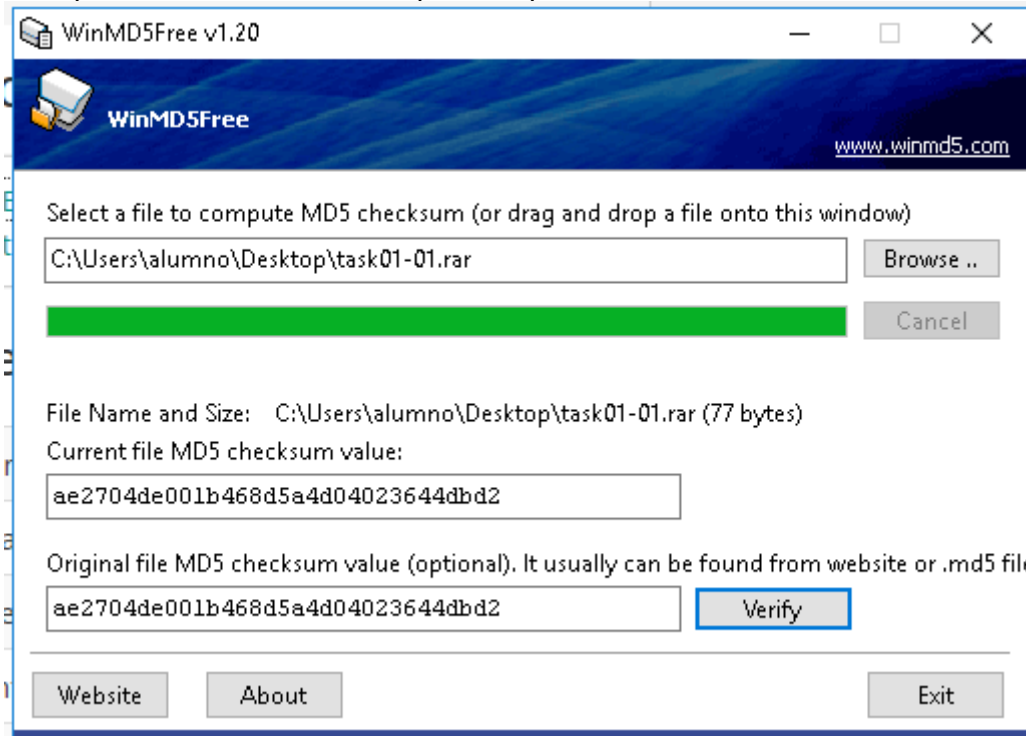 WinMD5Free v1.20
WinMD5Free
www.winmd5.com
Select a file to compute MD5 checksum (or drag and drop a file onto this window)
C:\Users\alumno\Desktop\task01-01.rar
Browse ..
Cancel
File Name and Size: C:\Users\alumno\Desktop\task01-01.rar (77 bytes)
Current file MD5 checksum value:
ae2704de001b468d5a4d04023644dbd2
Original file MD5 checksum value (optional). It usually can be found from website or .md5 file
ae2704de001b468d5a4d04023644dbd2
Verify
Website
About
Exit